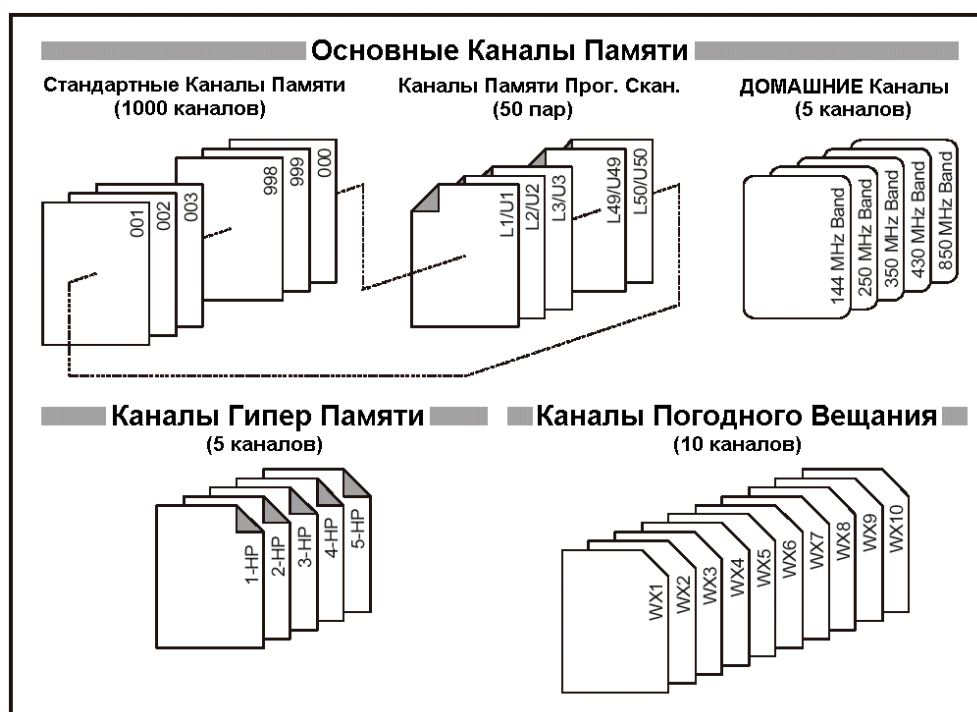 Основные Каналы Памяти
Стандартные Каналы Памяти
(1000 каналов)
001
002
003
998
999
000
Каналы Памяти Прог. Скан.
(50 пар)
L1/U1
L2/U2
L3/U3
L49/U49
L50/U50
ДОМАШНИЕ Каналы
(5 каналов)
144 MHz Band
250 MHz Band
350 MHz Band
430 MHz Band
850 MHz Band
Каналы Гипер Памяти
(5 каналов)
1-HP
2-HP
3-HP
4-HP
5-HP
Каналы Погодного Вещания
(10 каналов)
WX1
WX2
WX3
WX4
WX5
WX6
WX7
WX8
WX9
WX10